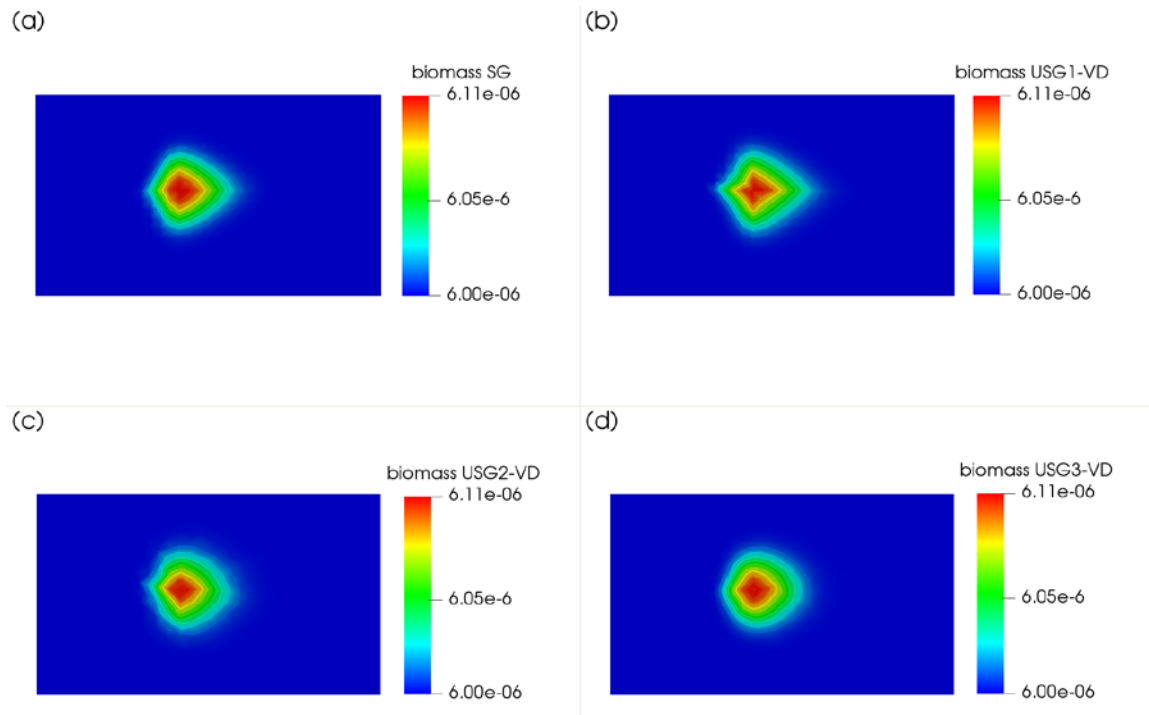 (a)
biomass SG
6.11e-06
6.05e-6
6.00e-06
(b)
biomass USG1-VD
6.11e-06
6.05e-6
6.00e-06
(c)
biomass USG2-VD
6.11e-06
6.05e-6
6.00e-06
(d)
biomass USG3-VD
6.11e-06
6.05e-6
6.00e-06